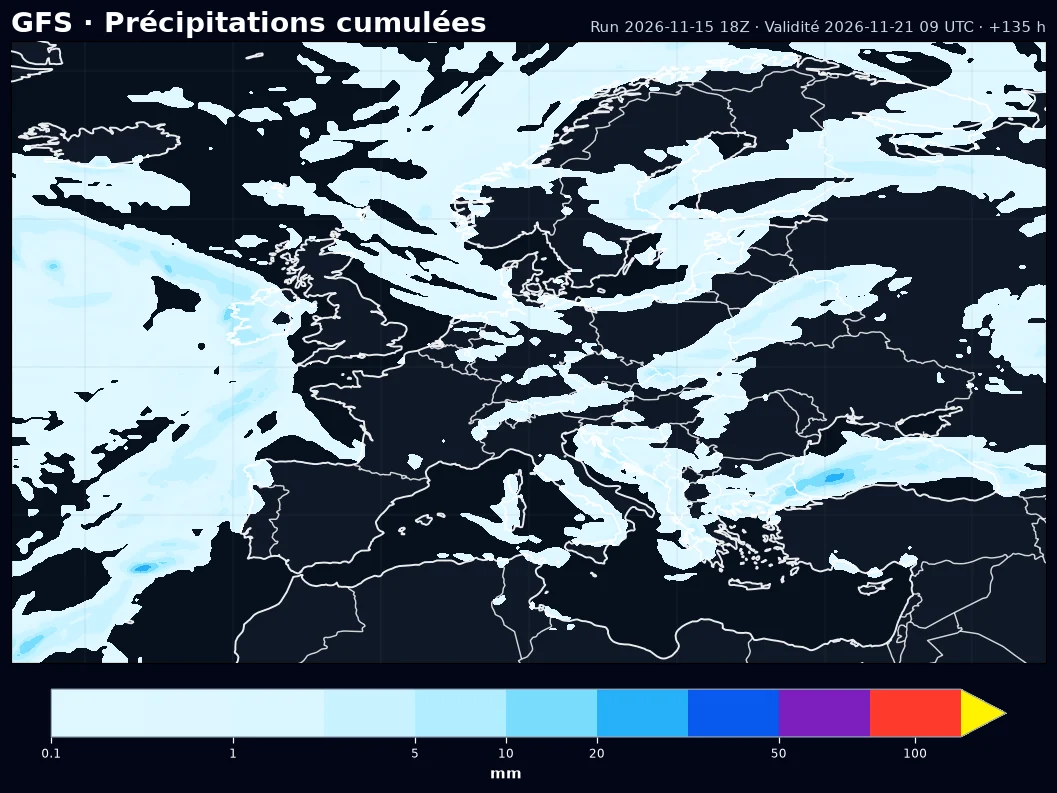 GFS · Précipitations cumulées
Run 2026-11-15 18Z · Validité 2026-11-21 09 UTC · +135 h
0.1 1 5 10 20 50 100
mm